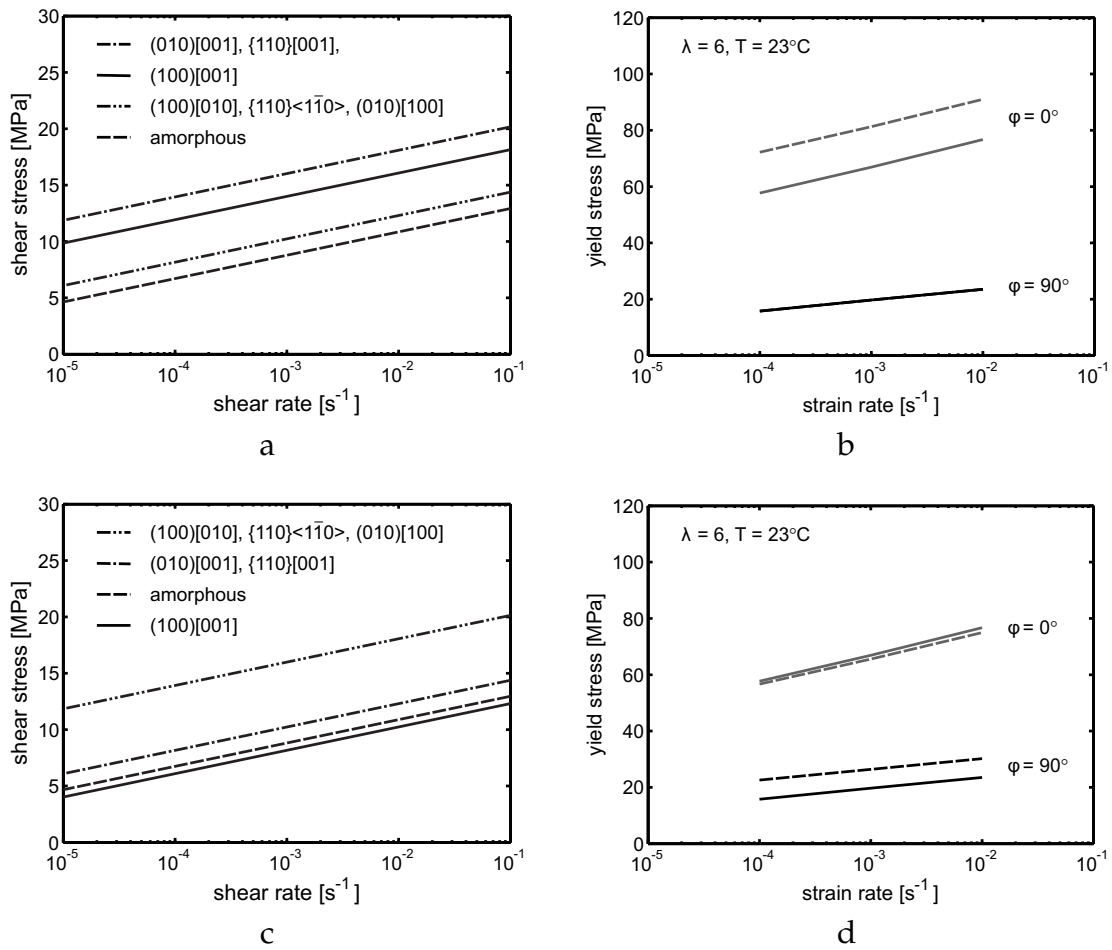 30
25
20
15
10
5
0
shear stress [MPa]
(010)[001], {110}[001],
(100)[001]
(100)[010], {110}<11̅0>, (010)[100]
amorphous
10⁻⁵ 10⁻⁴ 10⁻³ 10⁻² 10⁻¹
shear rate [s⁻¹]
a
120
100
80
60
40
20
0
yield stress [MPa]
λ = 6, T = 23°C
φ = 0°
φ = 90°
10⁻⁵ 10⁻⁴ 10⁻³ 10⁻² 10⁻¹
strain rate [s⁻¹]
b
30
25
20
15
10
5
0
shear stress [MPa]
(100)[010], {110}<11̅0>, (010)[100]
(010)[001], {110}[001]
amorphous
(100)[001]
10⁻⁵ 10⁻⁴ 10⁻³ 10⁻² 10⁻¹
shear rate [s⁻¹]
c
120
100
80
60
40
20
0
yield stress [MPa]
λ = 6, T = 23°C
φ = 0°
φ = 90°
10⁻⁵ 10⁻⁴ 10⁻³ 10⁻² 10⁻¹
strain rate [s⁻¹]
d